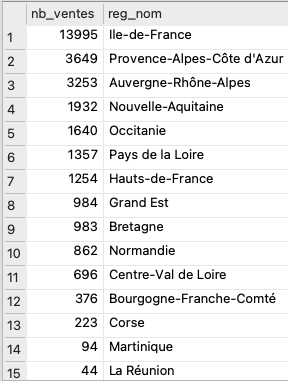 nb_ventes reg_nom
1 13995 Ile-de-France
2 3649 Provence-Alpes-Côte d'Azur
3 3253 Auvergne-Rhône-Alpes
4 1932 Nouvelle-Aquitaine
5 1640 Occitanie
6 1357 Pays de la Loire
7 1254 Hauts-de-France
8 984 Grand Est
9 983 Bretagne
10 862 Normandie
11 696 Centre-Val de Loire
12 376 Bourgogne-Franche-Comté
13 223 Corse
14 94 Martinique
15 44 La Réunion